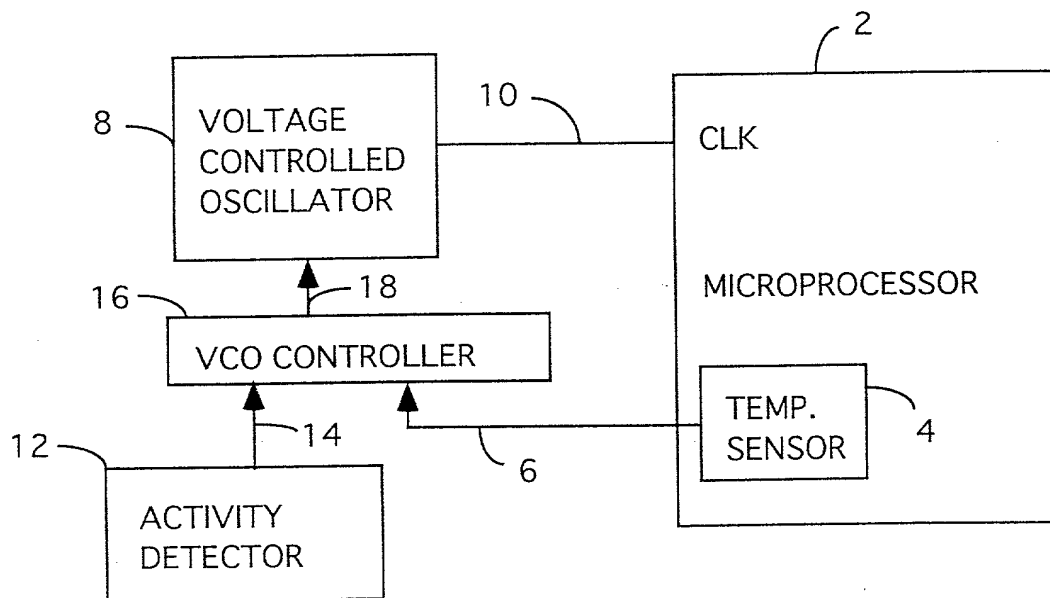 2
10
8
VOLTAGE
CONTROLLED
OSCILLATOR
CLK
18
16
MICROPROCESSOR
VCO CONTROLLER
TEMP.
SENSOR
4
14
12
6
ACTIVITY
DETECTOR